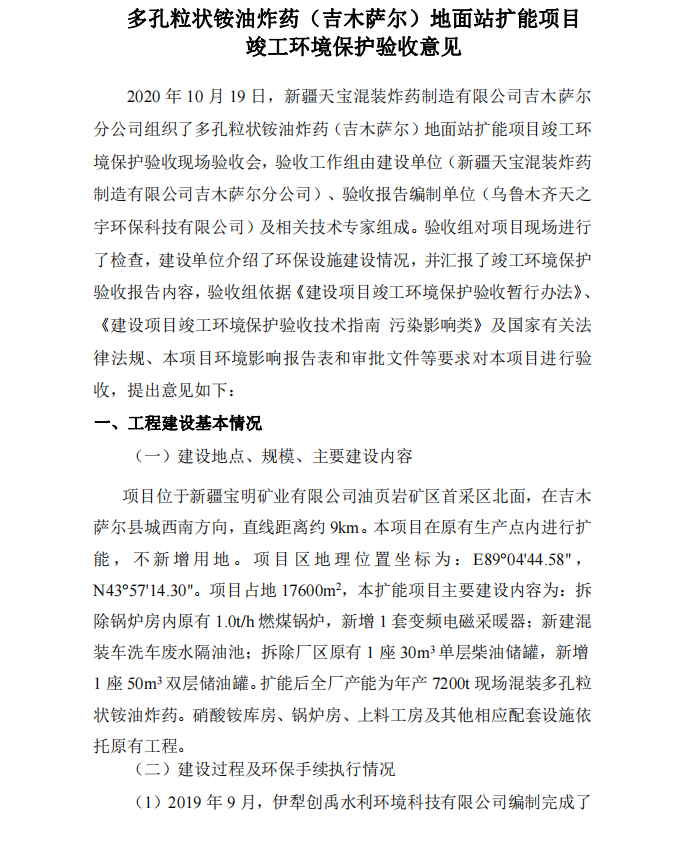 多孔粒状铵油炸药（吉木萨尔）地面站扩能项目
竣工环境保护验收意见
2020 年 10 月 19 日，新疆天宝混装炸药制造有限公司吉木萨尔
分公司组织了多孔粒状铵油炸药（吉木萨尔）地面站扩能项目竣工环
境保护验收现场验收会，验收工作组由建设单位（新疆天宝混装炸药
制造有限公司吉木萨尔分公司）、验收报告编制单位（乌鲁木齐天之
宇环保科技有限公司）及相关技术专家组成。验收组对项目现场进行
了检查，建设单位介绍了环保设施建设情况，并汇报了竣工环境保护
验收报告内容，验收组依据《建设项目竣工环境保护验收暂行办法》、
《建设项目竣工环境保护验收技术指南 污染影响类》及国家有关法
律法规、本项目环境影响报告表和审批文件等要求对本项目进行验
收，提出意见如下：
一、工程建设基本情况
（一）建设地点、规模、主要建设内容
项目位于新疆宝明矿业有限公司油页岩矿区首采区北面，在吉木
萨尔县城西南方向，直线距离约 9km。本项目在原有生产点内进行扩
能，不新增用地。项目区地理位置坐标为：E89°04'44.58"，
N43°57'14.30"。项目占地 17600m²，本扩能项目主要建设内容为：拆
除锅炉房内原有 1.0t/h 燃煤锅炉，新增 1 套变频电磁采暖器；新建混
装车洗车废水隔油池；拆除厂区原有 1 座 30m³ 单层柴油储罐，新增
1 座 50m³ 双层储油罐。扩能后全厂产能为年产 7200t 现场混装多孔粒
状铵油炸药。硝酸铵库房、锅炉房、上料工房及其他相应配套设施依
托原有工程。
（二）建设过程及环保手续执行情况
（1）2019 年 9 月，伊犁创禹水利环境科技有限公司编制完成了